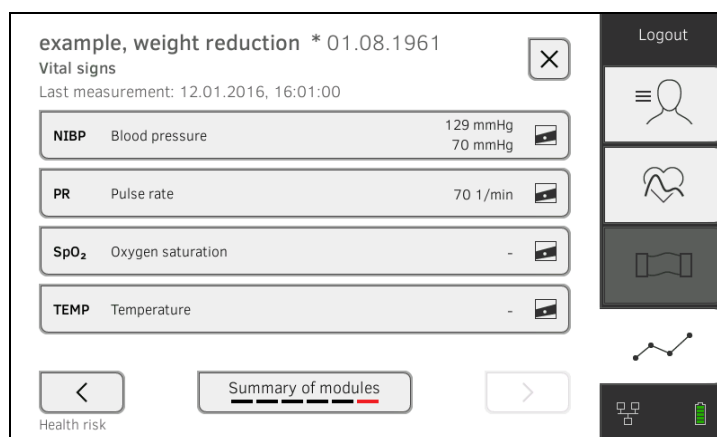 example, weight reduction * 01.08.1961
Vital signs
Last measurement: 12.01.2016, 16:01:00
NIBP Blood pressure 129 mmHg
70 mmHg
PR Pulse rate 70 1/min
SpO₂ Oxygen saturation -
TEMP Temperature -
Summary of modules
Health risk
Logout